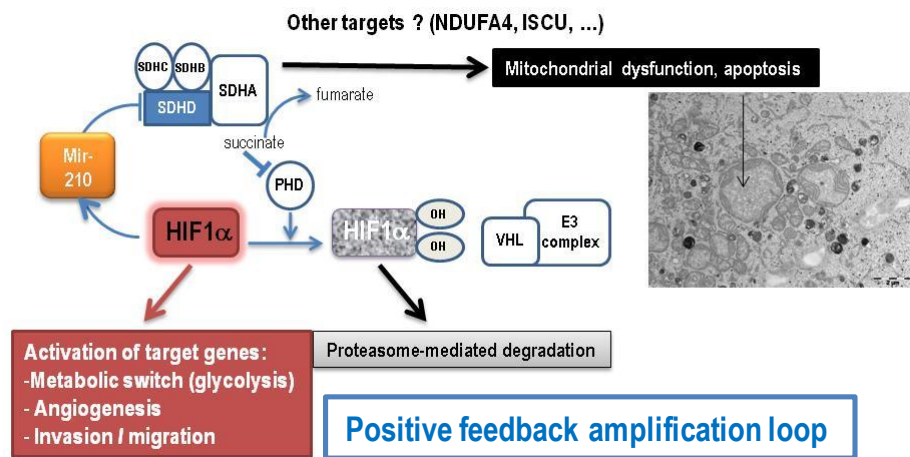 Other targets ? (NDUFA4, ISCU, …)
Mitochondrial dysfunction, apoptosis
SDHC
SDHB
SDHA
SDHD
fumarate
succinate
Mir-
210
PHD
HIF1α
HIF1α
OH
OH
VHL
E3
complex
2 µm
Activation of target genes:
-Metabolic switch (glycolysis)
- Angiogenesis
- Invasion / migration
Proteasome-mediated degradation
Positive feedback amplification loop